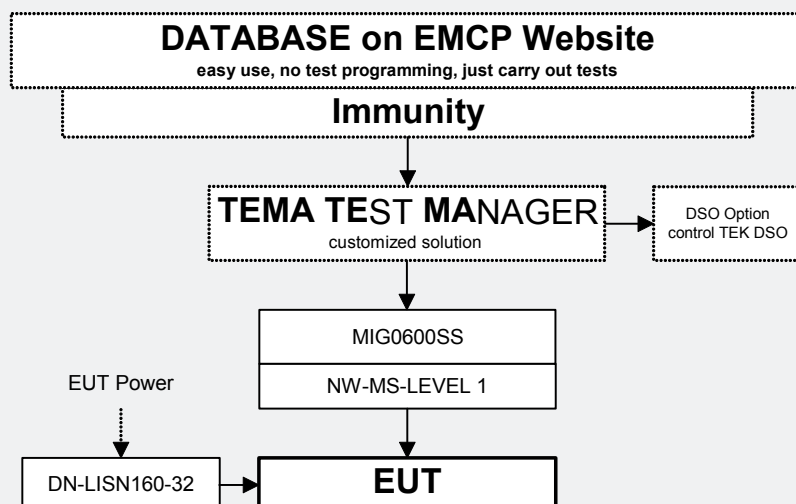 DATABASE on EMCP Website
easy use, no test programming, just carry out tests
Immunity
TEMA TEST MANAGER
customized solution
DSO Option
control TEK DSO
MIG0600SS
NW-MS-LEVEL 1
EUT Power
DN-LISN160-32
EUT